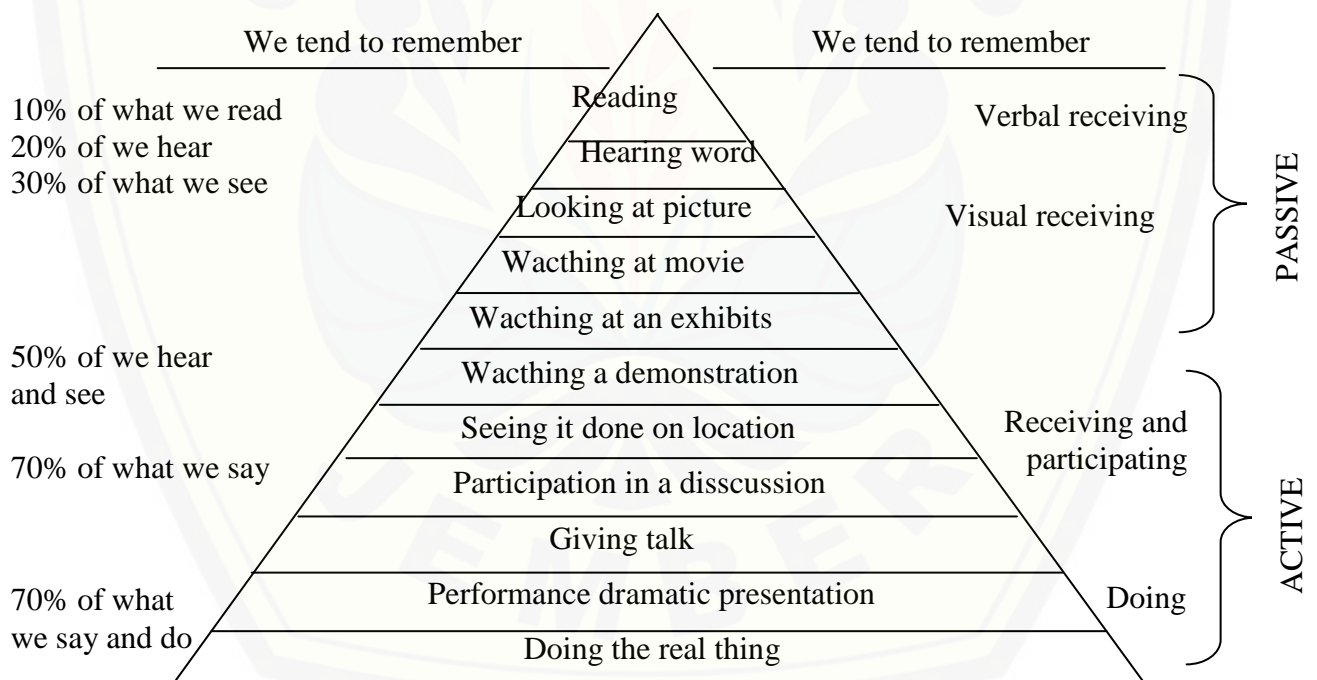 We tend to remember
We tend to remember
10% of what we read
20% of we hear
30% of what we see
50% of we hear
and see
70% of what we say
70% of what
we say and do
Reading
Hearing word
Looking at picture
Wacthing at movie
Wacthing at an exhibits
Wacthing a demonstration
Seeing it done on location
Participation in a disscussion
Giving talk
Performance dramatic presentation
Doing the real thing
Verbal receiving
Visual receiving
Receiving and
participating
Doing
PASSIVE
ACTIVE
JEMBER